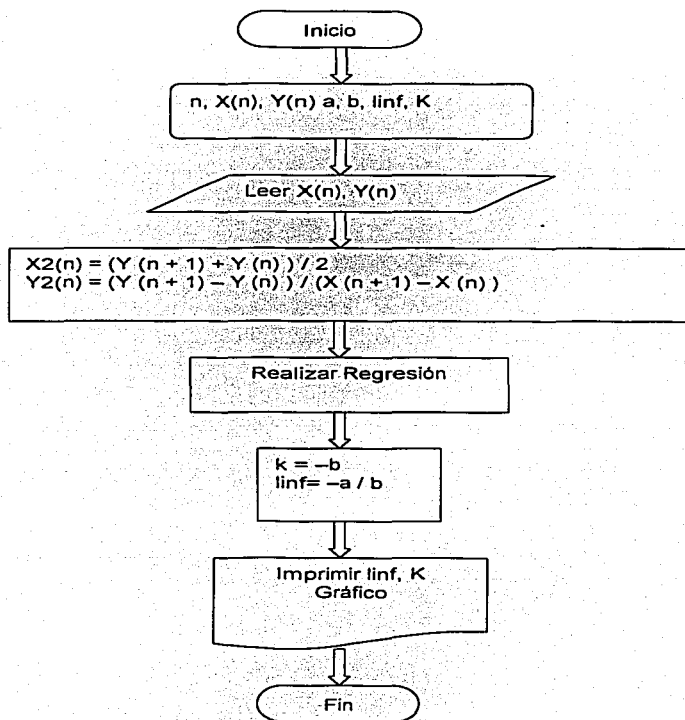 Inicio
n, X(n), Y(n) a, b, linf, K
Leer X(n), Y(n)
X2(n) = (Y (n + 1) + Y (n) ) / 2
Y2(n) = (Y (n + 1) – Y (n) ) / (X (n + 1) – X (n) )
Realizar Regresión
k = –b
linf= –a / b
Imprimir linf, K
Gráfico
Fin